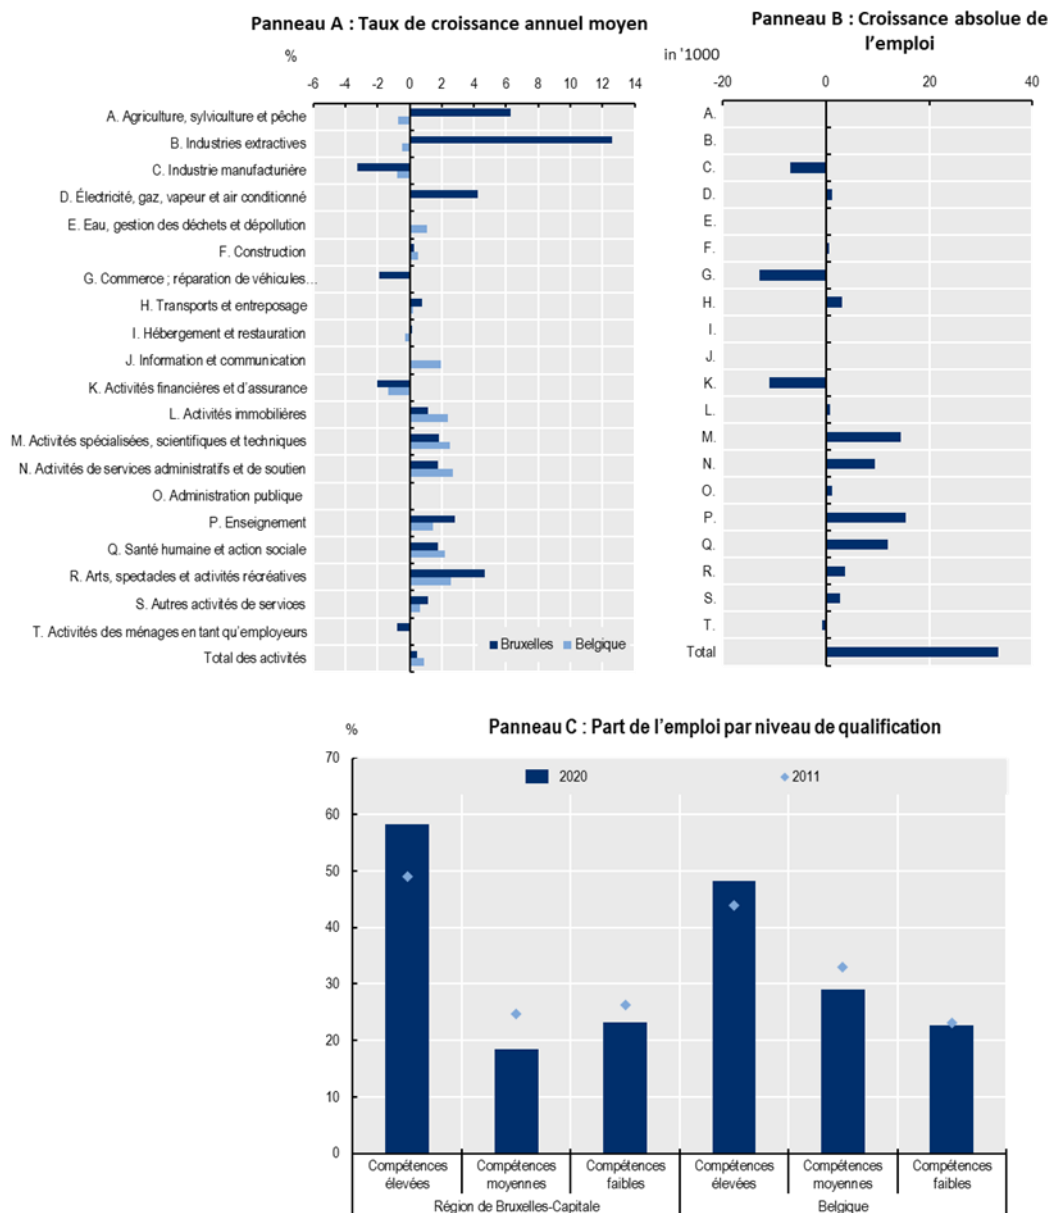 Panneau A : Taux de croissance annuel moyen
%
-6 -4 -2 0 2 4 6 8 10 12 14
A. Agriculture, sylviculture et pêche
B. Industries extractives
C. Industrie manufacturière
D. Électricité, gaz, vapeur et air conditionné
E. Eau, gestion des déchets et dépollution
F. Construction
G. Commerce ; réparation de véhicules...
H. Transports et entreposage
I. Hébergement et restauration
J. Information et communication
K. Activités financières et d'assurance
L. Activités immobilières
M. Activités spécialisées, scientifiques et techniques
N. Activités de services administratifs et de soutien
O. Administration publique
P. Enseignement
Q. Santé humaine et action sociale
R. Arts, spectacles et activités récréatives
S. Autres activités de services
T. Activités des ménages en tant qu'employeurs
Total des activités
Bruxelles Belgique
Panneau B : Croissance absolue de
l'emploi
in '1000
-20 0 20 40
A.
B.
C.
D.
E.
F.
G.
H.
I.
J.
K.
L.
M.
N.
O.
P.
Q.
R.
S.
T.
Total
Panneau C : Part de l'emploi par niveau de qualification
%
2020 2011
70
60
50
40
30
20
10
0
Compétences Compétences Compétences Compétences Compétences Compétences
élevées moyennes faibles élevées moyennes faibles
Région de Bruxelles-Capitale Belgique